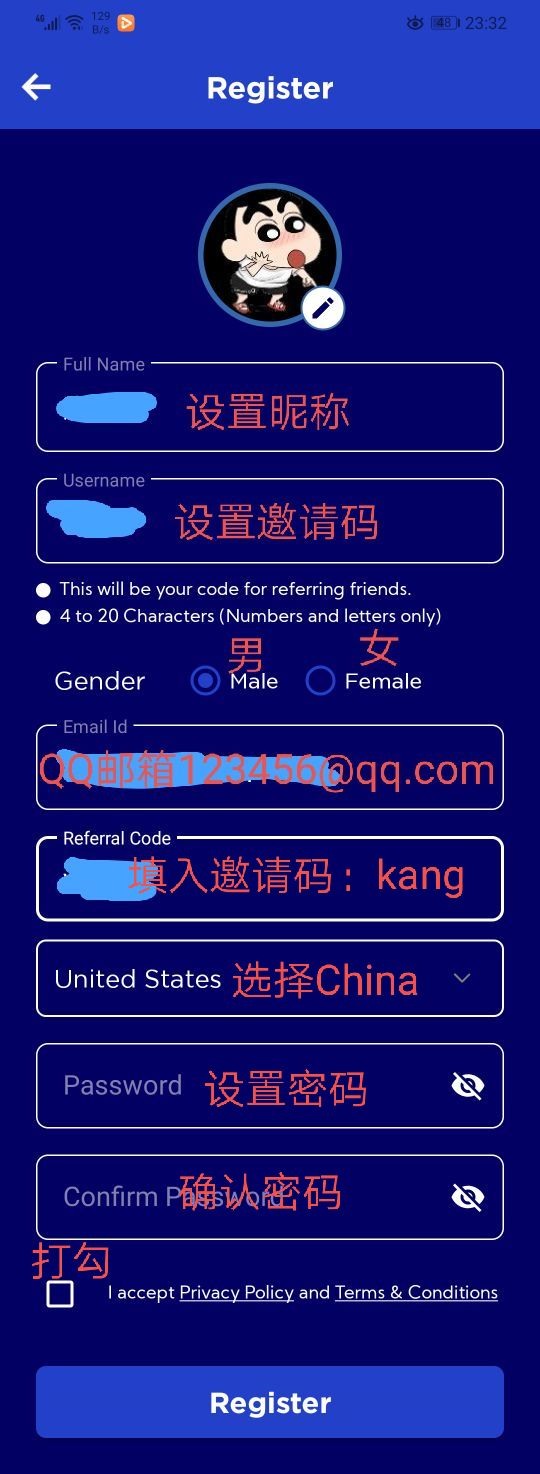 4G 129 B/s 48 23:32
Register
Full Name
设置昵称
Username
设置邀请码
This will be your code for referring friends.
4 to 20 Characters (Numbers and letters only)
男 女
Gender Male Female
Email Id
QQ邮箱123456@qq.com
Referral Code
填入邀请码：kang
United States 选择China
Password 设置密码
Confirm Password 确认密码
打勾
I accept Privacy Policy and Terms & Conditions
Register